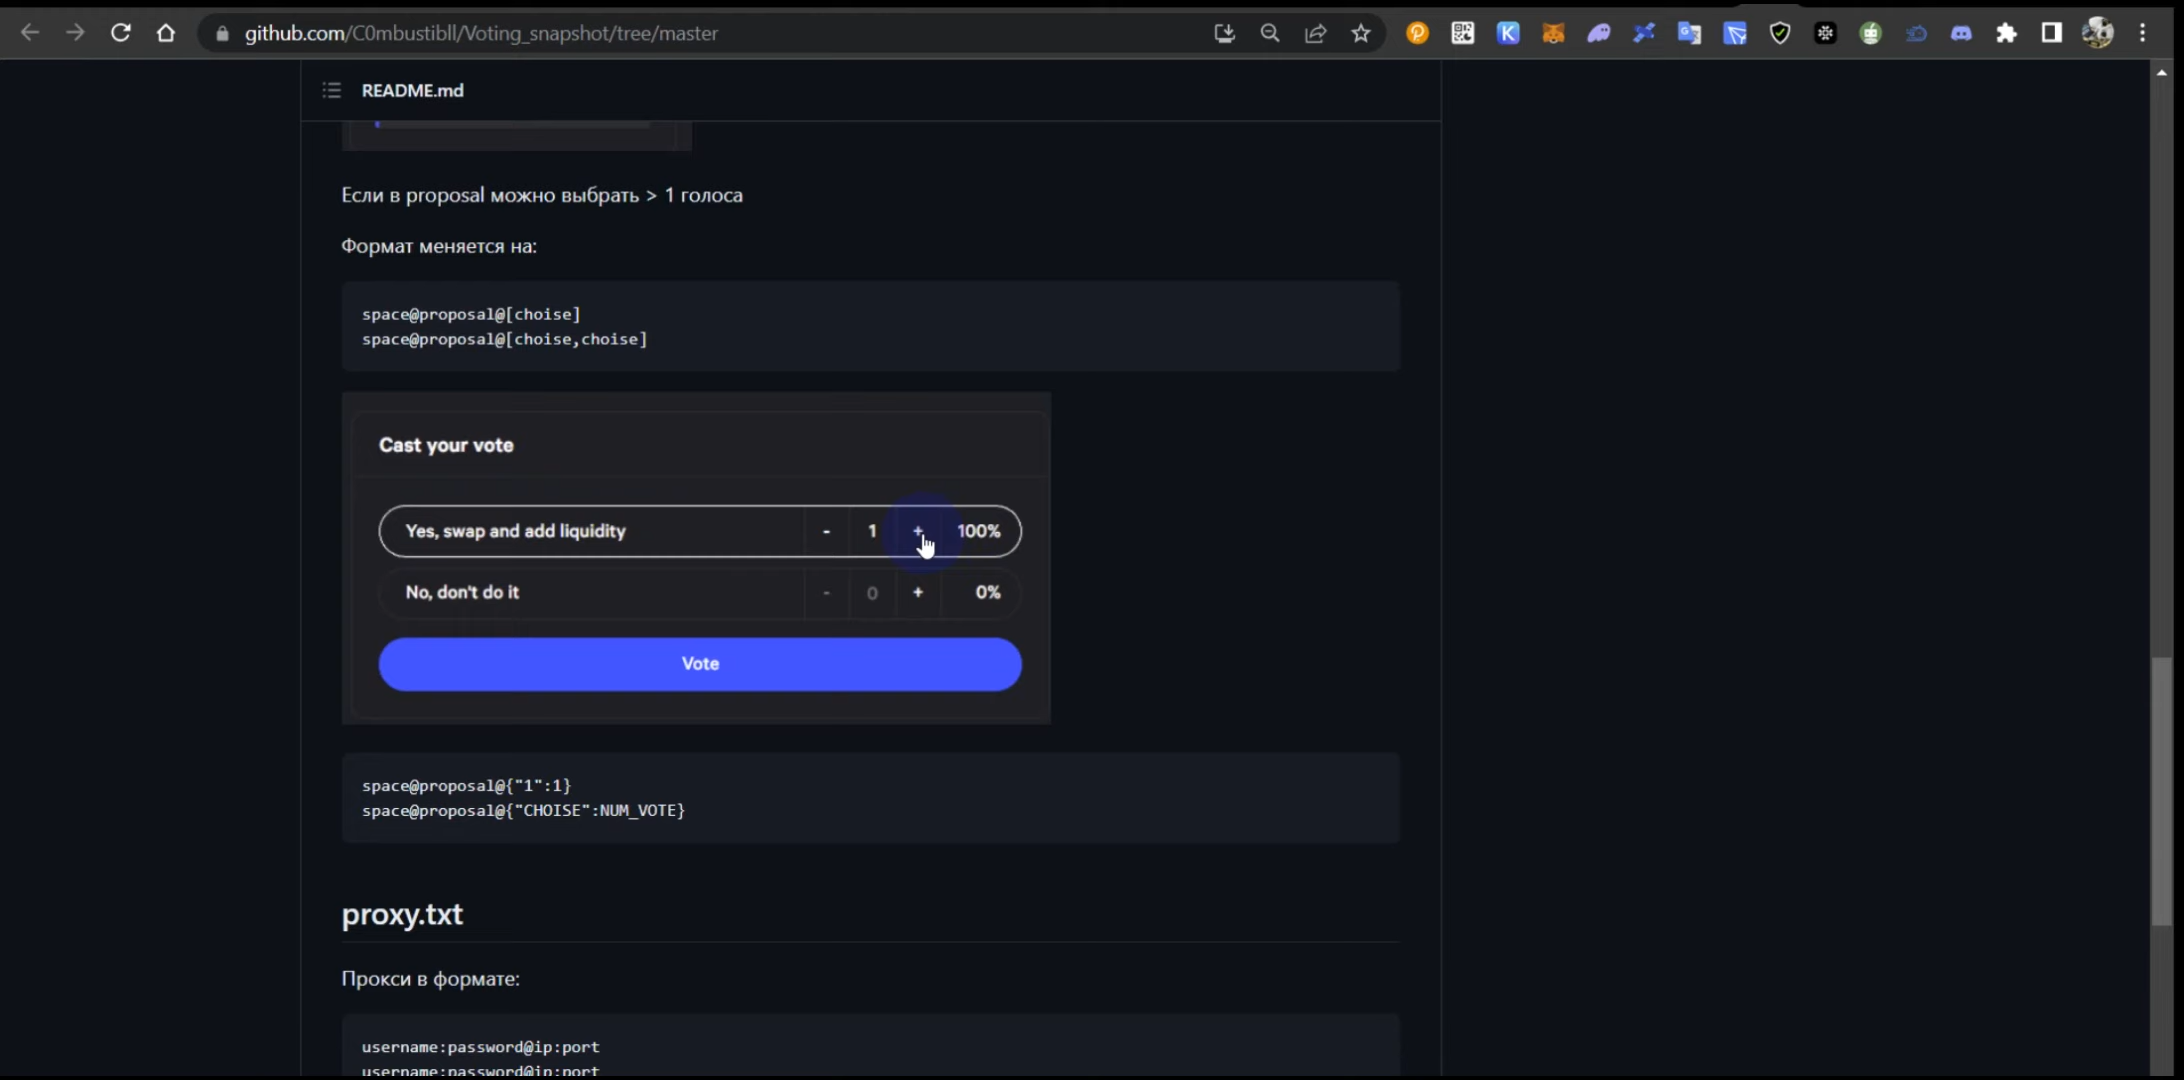 github.com/C0mbustibll/Voting_snapshot/tree/master
README.md
Если в proposal можно выбрать > 1 голоса
Формат меняется на:
space@proposal@[choise]
space@proposal@[choise,choise]
Cast your vote
Yes, swap and add liquidity - 1 + 100%
No, don't do it - 0 + 0%
Vote
space@proposal@{"1":1}
space@proposal@{"CHOISE":NUM_VOTE}
proxy.txt
Прокси в формате:
username:password@ip:port
username:password@ip:port